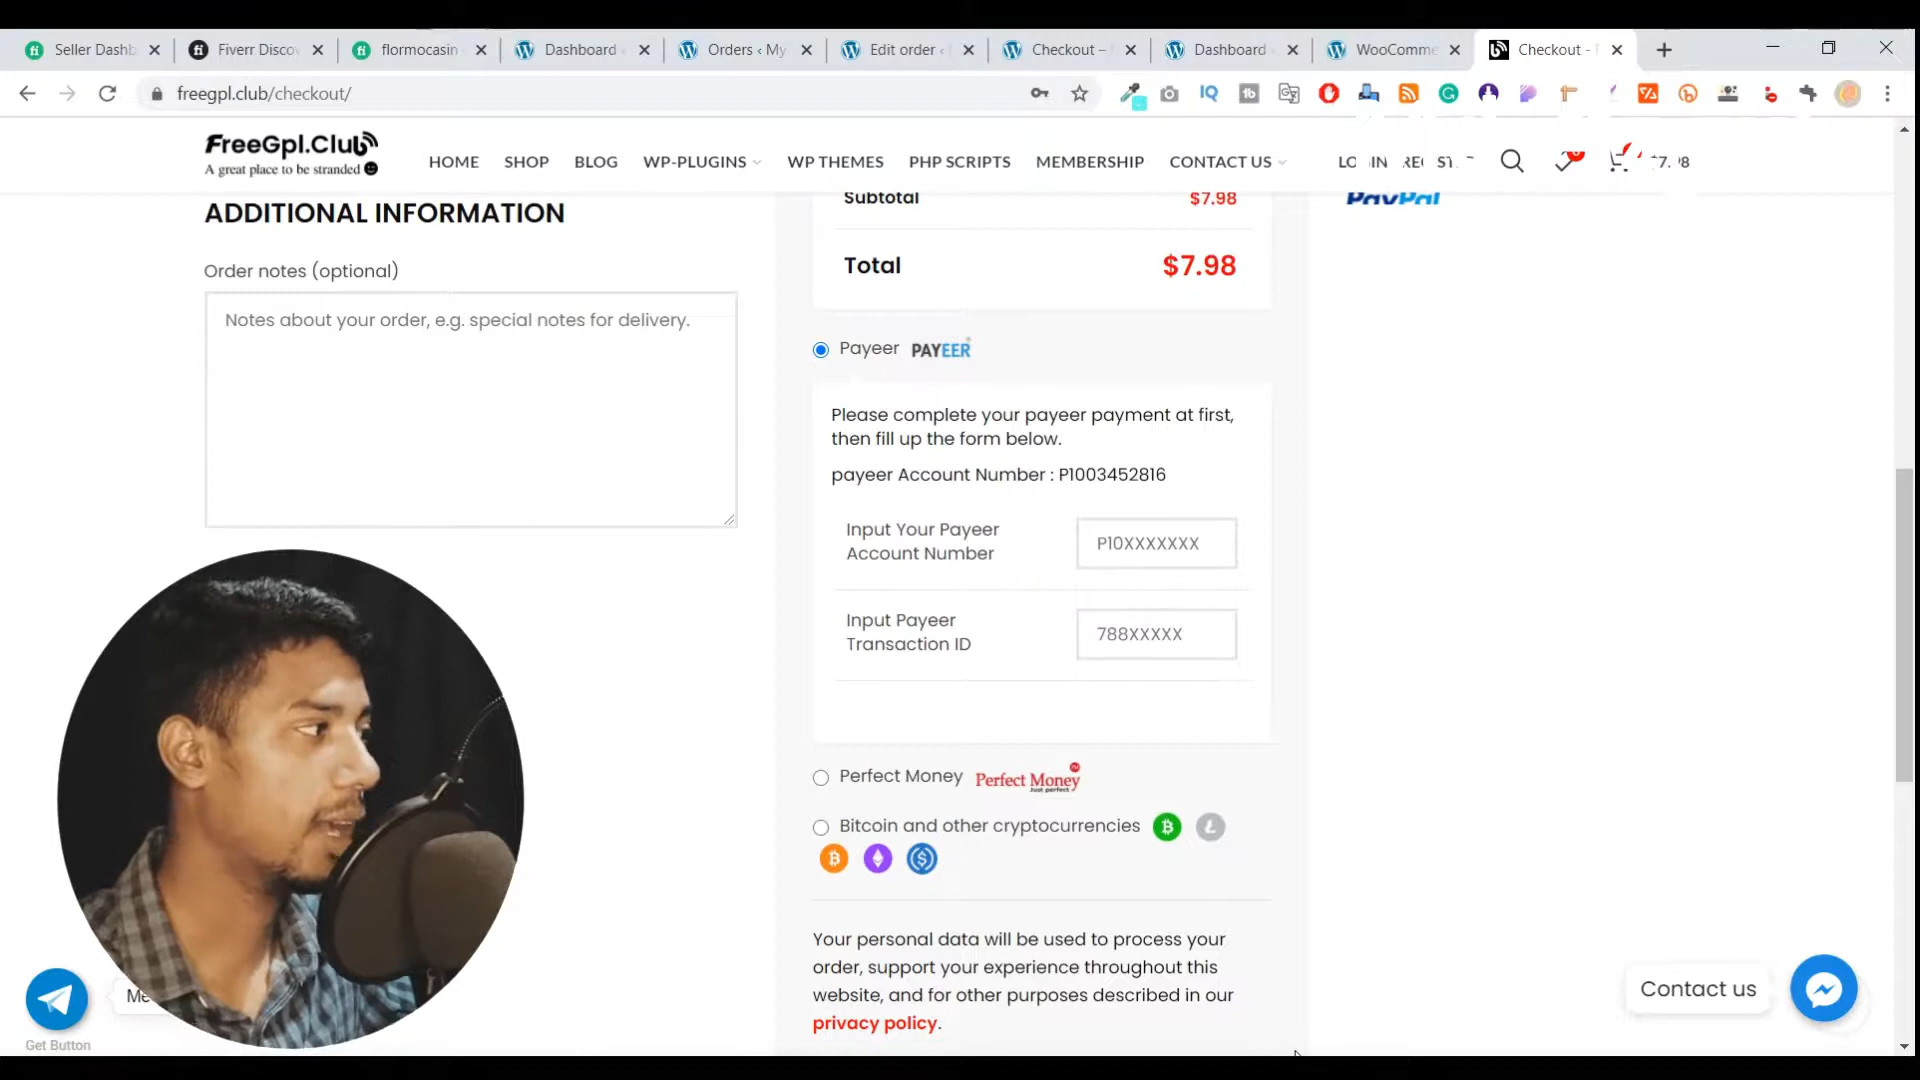 Seller Dashb
Fiverr Disco
flormocasin
Dashboard
Orders ‹ My
Edit order ‹
Checkout –
Dashboard
WooComme
Checkout -
freegpl.club/checkout/
FreeGpl.Club
A great place to be stranded
HOME
SHOP
BLOG
WP-PLUGINS
WP THEMES
PHP SCRIPTS
MEMBERSHIP
CONTACT US
ADDITIONAL INFORMATION
Order notes (optional)
Notes about your order, e.g. special notes for delivery.
Subtotal $7.98
Total $7.98
PayPal
Payeer PAYEER
Please complete your payeer payment at first,
then fill up the form below.
payeer Account Number : P1003452816
Input Your Payeer
Account Number
P10XXXXXXX
Input Payeer
Transaction ID
788XXXXX
Perfect Money Perfect Money
Just perfect
Bitcoin and other cryptocurrencies
Your personal data will be used to process your
order, support your experience throughout this
website, and for other purposes described in our
privacy policy.
Get Button
Contact us